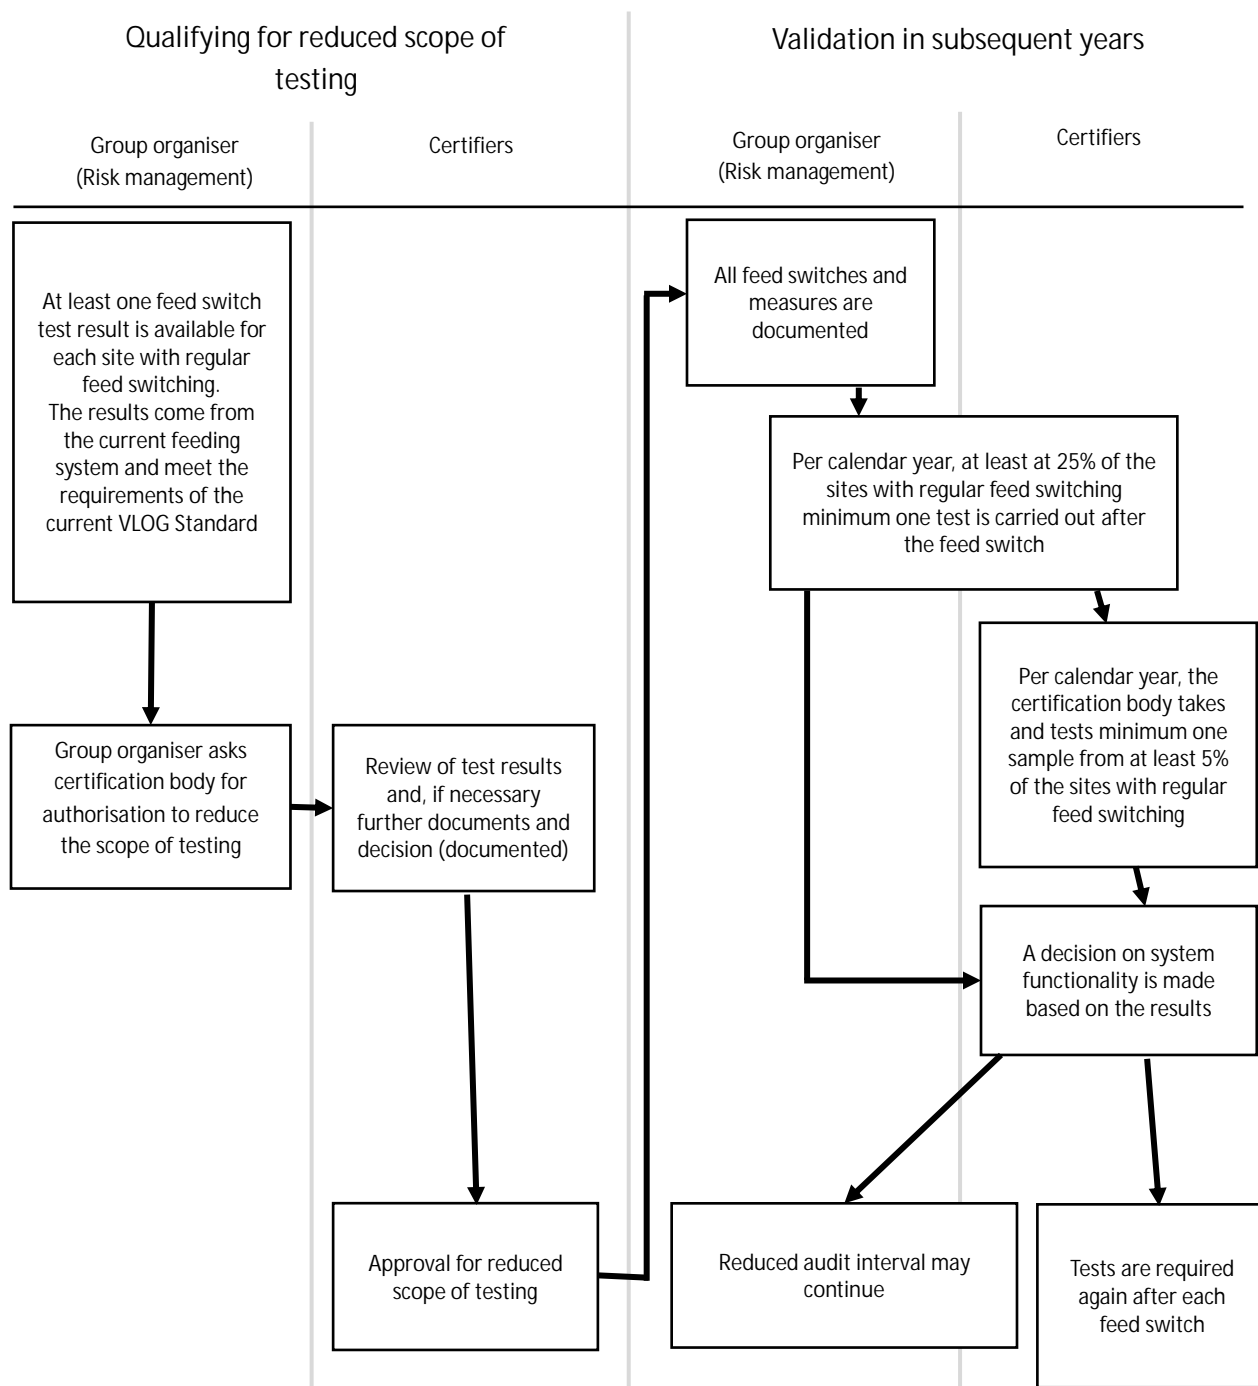 Qualifying for reduced scope of
testing
Validation in subsequent years
Group organiser
(Risk management)
Certifiers
Group organiser
(Risk management)
Certifiers
At least one feed switch
test result is available for
each site with regular
feed switching.
The results come from
the current feeding
system and meet the
requirements of the
current VLOG Standard
Group organiser asks
certification body for
authorisation to reduce
the scope of testing
Review of test results
and, if necessary
further documents and
decision (documented)
Approval for reduced
scope of testing
All feed switches and
measures are
documented
Per calendar year, at least at 25% of the
sites with regular feed switching
minimum one test is carried out after
the feed switch
Per calendar year, the
certification body takes
and tests minimum one
sample from at least 5%
of the sites with regular
feed switching
A decision on system
functionality is made
based on the results
Reduced audit interval may
continue
Tests are required
again after each
feed switch